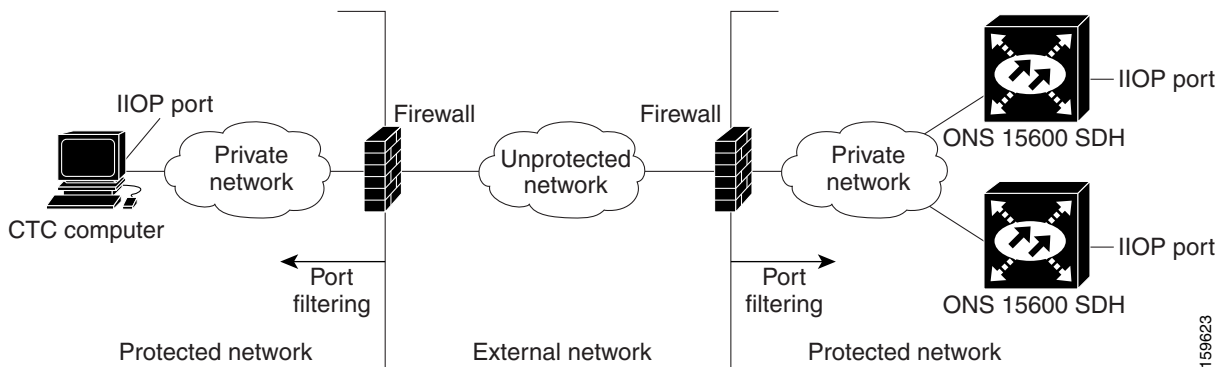 IIOP port
Firewall
Firewall
IIOP port
ONS 15600 SDH
Private
network
Unprotected
network
Private
network
CTC computer
IIOP port
Port
filtering
Port
filtering
ONS 15600 SDH
Protected network
External network
Protected network
159623